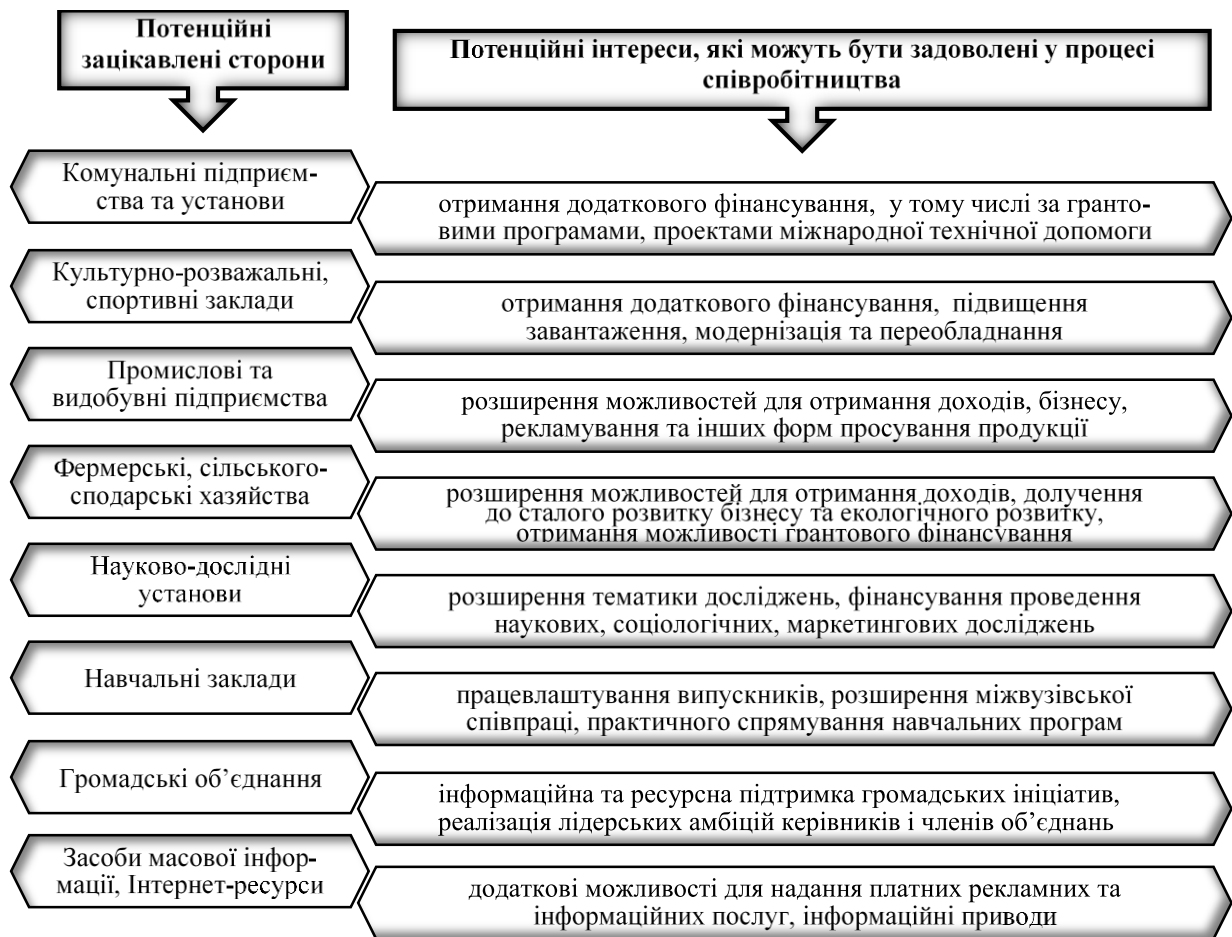 Потенційні
зацікавлені сторони
Потенційні інтереси, які можуть бути задоволені у процесі
співробітництва
Комунальні підприєм-
ства та установи
отримання додаткового фінансування, у тому числі за гранто-
вими програмами, проектами міжнародної технічної допомоги
Культурно-розважальні,
спортивні заклади
отримання додаткового фінансування, підвищення
завантаження, модернізація та переобладнання
Промислові та
видобувні підприємства
розширення можливостей для отримання доходів, бізнесу,
рекламування та інших форм просування продукції
Фермерські, сільського-
сподарські хазяйства
розширення можливостей для отримання доходів, долучення
до сталого розвитку бізнесу та екологічного розвитку,
отримання можливості грантового фінансування
Науково-дослідні
установи
розширення тематики досліджень, фінансування проведення
наукових, соціологічних, маркетингових досліджень
Навчальні заклади
працевлаштування випускників, розширення міжвузівської
співпраці, практичного спрямування навчальних програм
Громадські об’єднання
інформаційна та ресурсна підтримка громадських ініціатив,
реалізація лідерських амбіцій керівників і членів об’єднань
Засоби масової інфор-
мації, Інтернет-ресурси
додаткові можливості для надання платних рекламних та
інформаційних послуг, інформаційні приводи